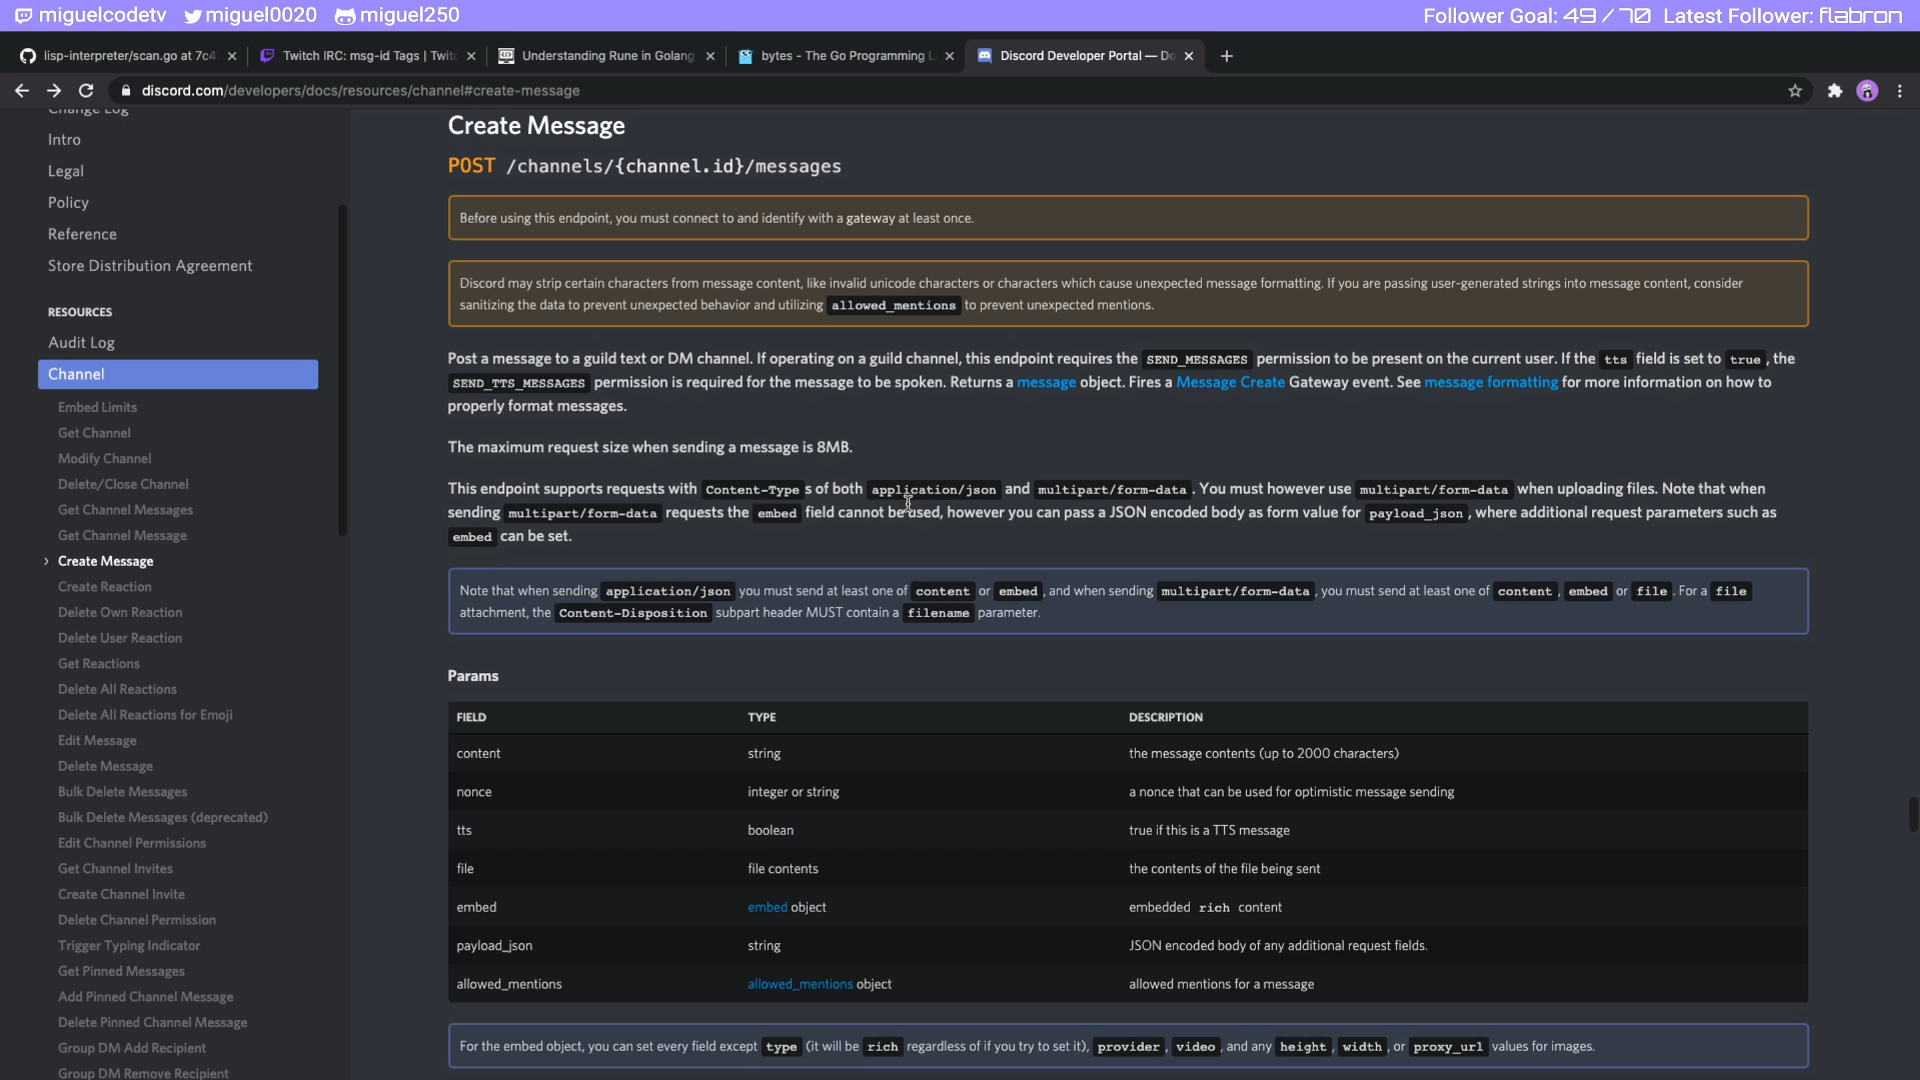 miguelcodetv miguel0020 miguel250 Follower Goal: 49 / 70 Latest Follower: flabron
lisp-interpreter/scan.go at 7c4 Twitch IRC: msg-id Tags | Twitc Understanding Rune in Golang bytes - The Go Programming L Discord Developer Portal — Do
discord.com/developers/docs/resources/channel#create-message
Change Log
Intro
Legal
Policy
Reference
Store Distribution Agreement
RESOURCES
Audit Log
Channel
Embed Limits
Get Channel
Modify Channel
Delete/Close Channel
Get Channel Messages
Get Channel Message
Create Message
Create Reaction
Delete Own Reaction
Delete User Reaction
Get Reactions
Delete All Reactions
Delete All Reactions for Emoji
Edit Message
Delete Message
Bulk Delete Messages
Bulk Delete Messages (deprecated)
Edit Channel Permissions
Get Channel Invites
Create Channel Invite
Delete Channel Permission
Trigger Typing Indicator
Get Pinned Messages
Add Pinned Channel Message
Delete Pinned Channel Message
Group DM Add Recipient
Group DM Remove Recipient
Create Message
POST /channels/{channel.id}/messages
Before using this endpoint, you must connect to and identify with a gateway at least once.
Discord may strip certain characters from message content, like invalid unicode characters or characters which cause unexpected message formatting. If you are passing user-generated strings into message content, consider
sanitizing the data to prevent unexpected behavior and utilizing allowed_mentions to prevent unexpected mentions.
Post a message to a guild text or DM channel. If operating on a guild channel, this endpoint requires the SEND_MESSAGES permission to be present on the current user. If the tts field is set to true, the
SEND_TTS_MESSAGES permission is required for the message to be spoken. Returns a message object. Fires a Message Create Gateway event. See message formatting for more information on how to
properly format messages.
The maximum request size when sending a message is 8MB.
This endpoint supports requests with Content-Types of both application/json and multipart/form-data. You must however use multipart/form-data when uploading files. Note that when
sending multipart/form-data requests the embed field cannot be used, however you can pass a JSON encoded body as form value for payload_json, where additional request parameters such as
embed can be set.
Note that when sending application/json you must send at least one of content or embed, and when sending multipart/form-data, you must send at least one of content, embed or file. For a file
attachment, the Content-Disposition subpart header MUST contain a filename parameter.
Params
FIELD TYPE DESCRIPTION
content string the message contents (up to 2000 characters)
nonce integer or string a nonce that can be used for optimistic message sending
tts boolean true if this is a TTS message
file file contents the contents of the file being sent
embed embed object embedded rich content
payload_json string JSON encoded body of any additional request fields.
allowed_mentions allowed_mentions object allowed mentions for a message
For the embed object, you can set every field except type (it will be rich regardless of if you try to set it), provider, video, and any height, width, or proxy_url values for images.